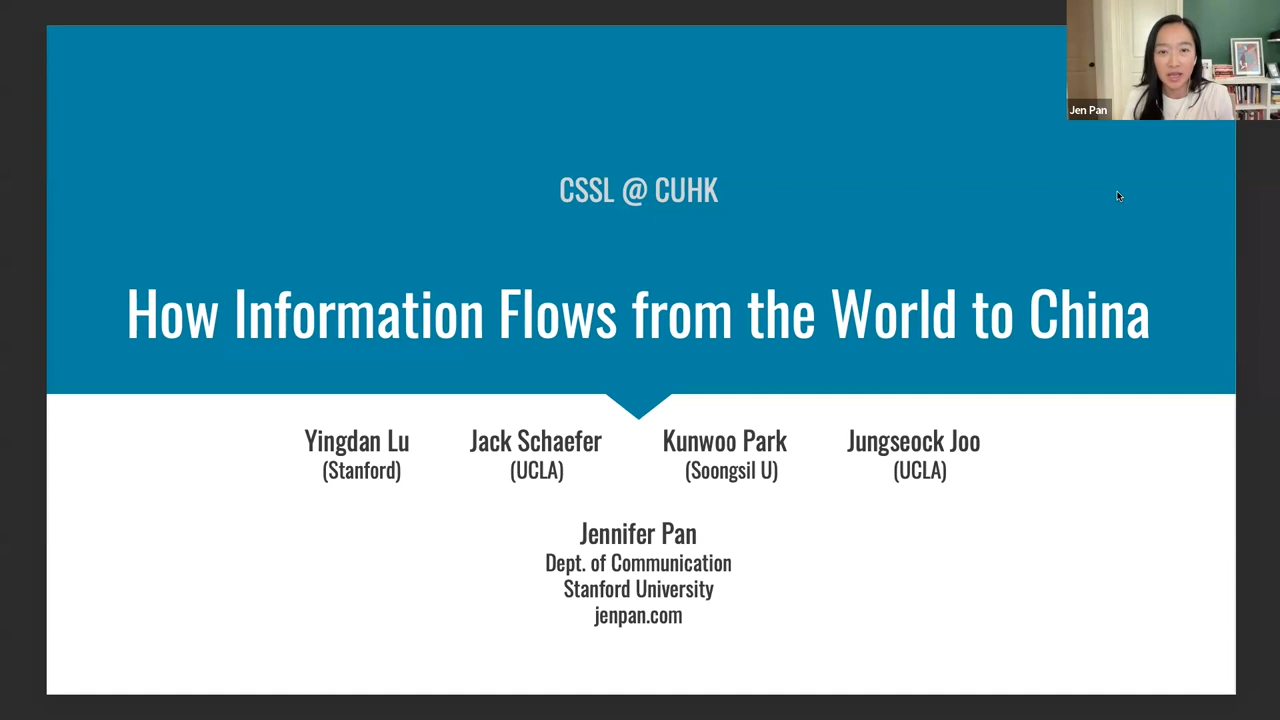 Jen Pan
CSSL @ CUHK
How Information Flows from the World to China
Yingdan Lu
(Stanford)
Jack Schaefer
(UCLA)
Kunwoo Park
(Soongsil U)
Jungseock Joo
(UCLA)
Jennifer Pan
Dept. of Communication
Stanford University
jenpan.com